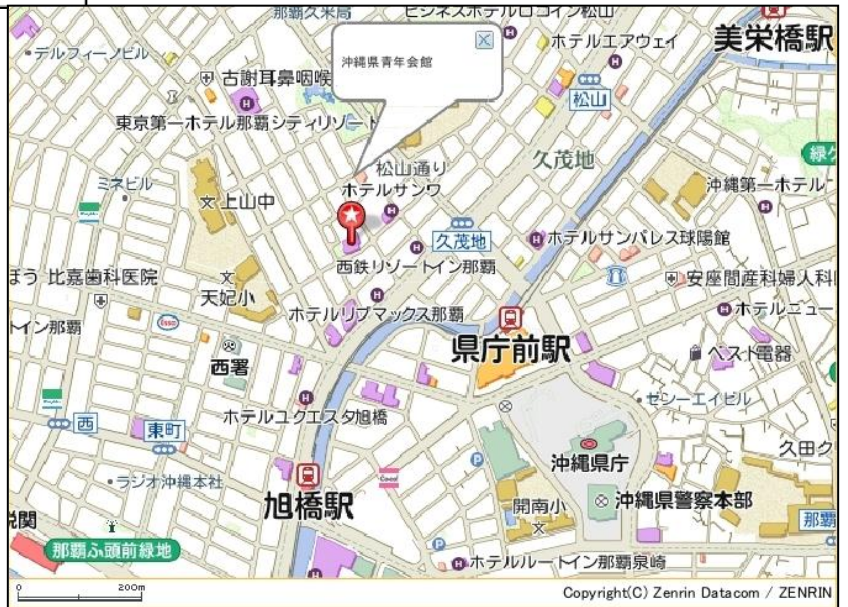 那覇久米局
ビジネスホテルロコイン松山
デルフィーノビル
沖縄県青年会館
ホテルエアウェイ
美栄橋駅
古謝耳鼻咽喉
松山
東京第一ホテル那覇シティリゾート
久茂地
松山通り
ホテルサンワ
ミネビル
上山中
沖縄第一ホテル
久茂地
ホテルサンパレス球陽館
西鉄リゾートイン那覇
比嘉歯科医院
天妃小
安座間産科婦人科
ホテルリブマックス那覇
ホテルニュー
イン那覇
県庁前駅
ベスト電器
西署
ホテルユクエスタ旭橋
センーエイビル
西
東町
久田ク
沖縄県庁
ラジオ沖縄本社
旭橋駅
開南小
沖縄県警察本部
那覇
税関
那覇ふ頭前緑地
ホテルルートイン那覇泉崎
0 200m
Copyright(C) Zenrin Datacom / ZENRIN